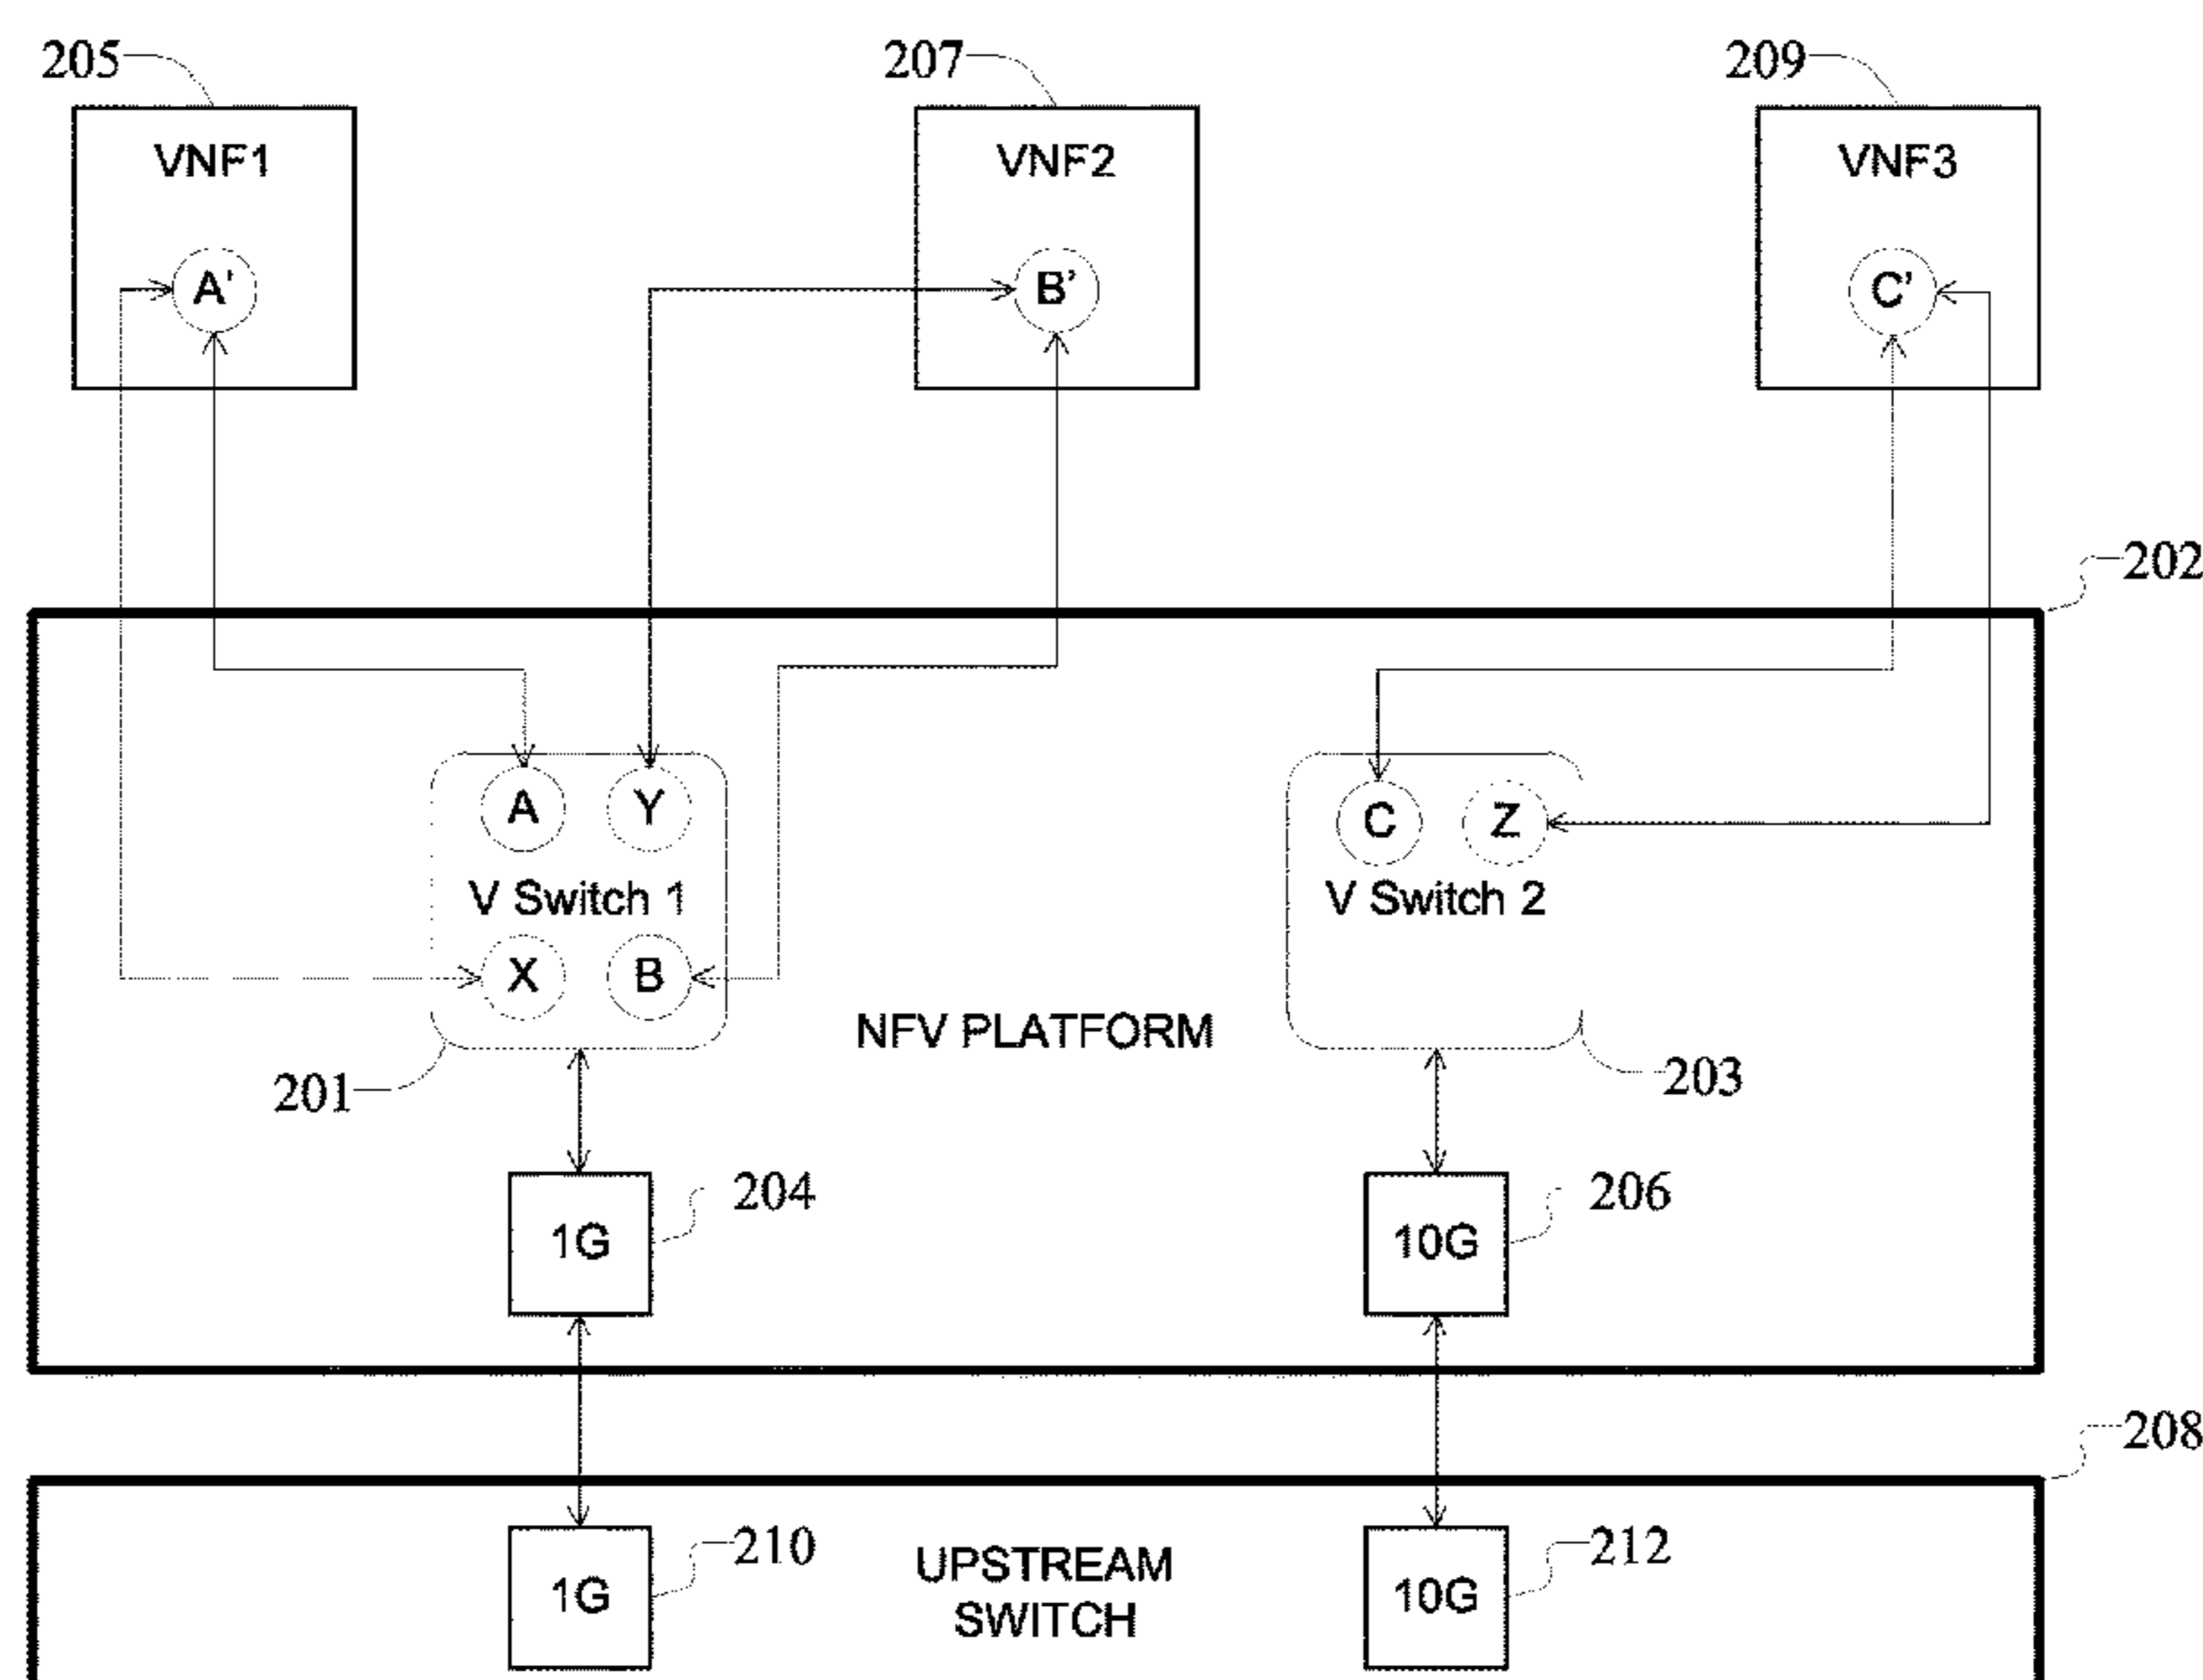 205
207
209
VNF1
VNF2
VNF3
A'
B'
C'
202
A
Y
C
Z
V Switch 1
V Switch 2
X
B
NFV PLATFORM
201
203
204
206
1G
10G
208
210
212
1G
UPSTREAM
SWITCH
10G